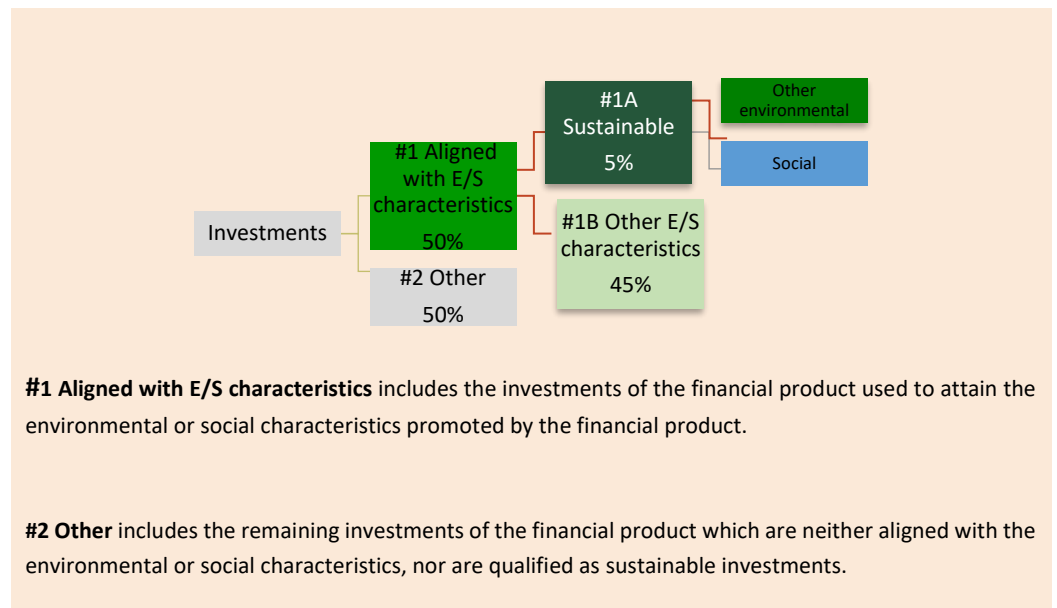 Investments
#1 Aligned
with E/S
characteristics
50%
#2 Other
50%
#1A
Sustainable
5%
#1B Other E/S
characteristics
45%
Other
environmental
Social
#1 Aligned with E/S characteristics includes the investments of the financial product used to attain the
environmental or social characteristics promoted by the financial product.
#2 Other includes the remaining investments of the financial product which are neither aligned with the
environmental or social characteristics, nor are qualified as sustainable investments.